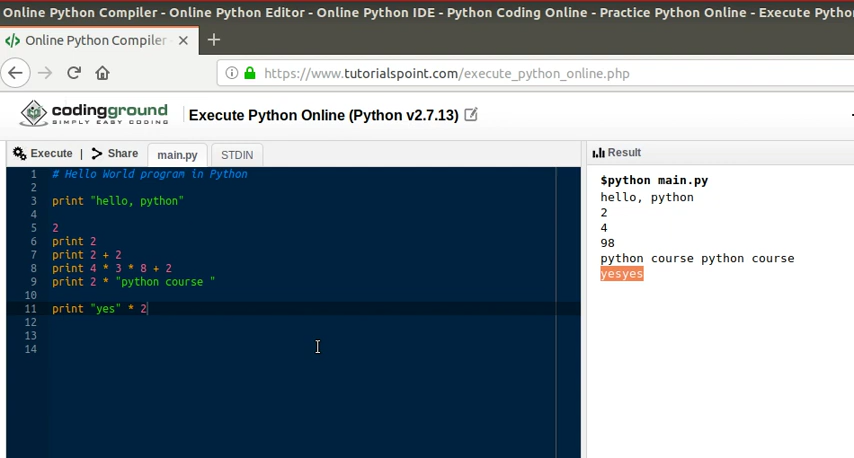 Online Python Compiler - Online Python Editor - Online Python IDE - Python Coding Online - Practice Python Online - Execute Pytho
</> Online Python Compiler × +
https://www.tutorialspoint.com/execute_python_online.php
codingground
SIMPLY EASY CODING
Execute Python Online (Python v2.7.13)
Execute | Share main.py STDIN
1 # Hello World program in Python
2
3 print "hello, python"
4
5 2
6 print 2
7 print 2 + 2
8 print 4 * 3 * 8 + 2
9 print 2 * "python course "
10
11 print "yes" * 2
12
13
14
Result
$python main.py
hello, python
2
4
98
python course python course
yesyes